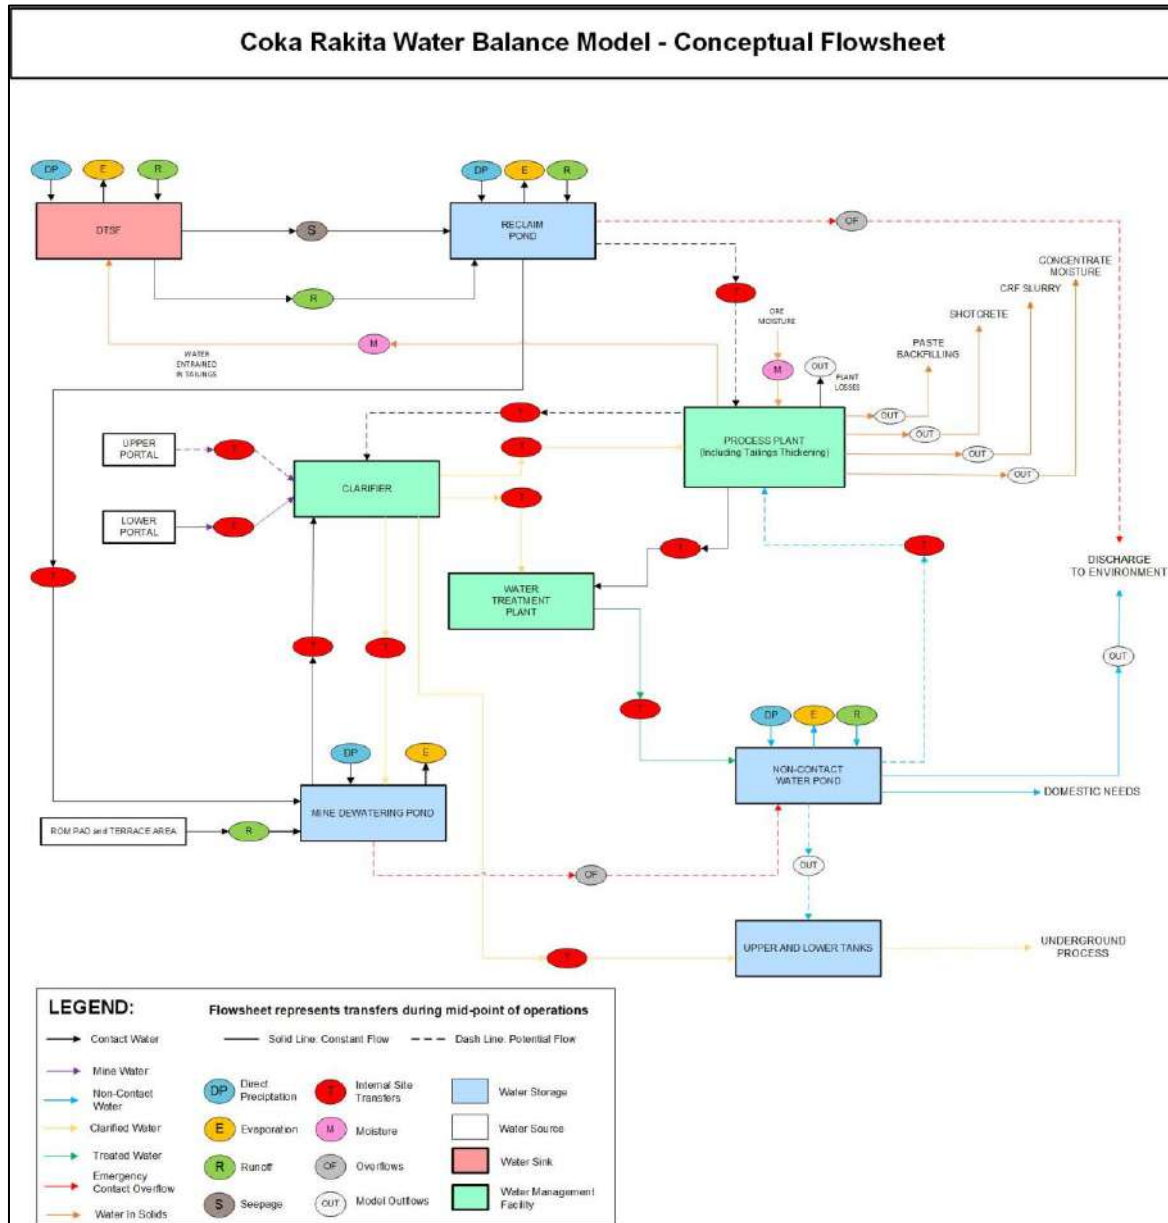 Coka Rakita Water Balance Model - Conceptual Flowsheet
DP
E
R
DP
E
R
DTSF
S
RECLAIM
POND
OF
R
T
CONCENTRATE
MOISTURE
CRF SLURRY
SHOTCRETE
PASTE
BACKFILLING
ORE
MOISTURE
M
WATER
ENTRAINED
IN TAILINGS
M
OUT
PLANT
LOSSES
OUT
OUT
OUT
OUT
PROCESS PLANT
(Including Tailings Thickening)
T
T
T
UPPER
PORTAL
T
CLARIFIER
LOWER
PORTAL
T
T
T
T
DISCHARGE
TO ENVIRONMENT
WATER
TREATMENT
PLANT
T
T
OUT
T
DP
E
R
NON-CONTACT
WATER POND
DOMESTIC NEEDS
DP
E
MINE DEWATERING POND
ROM PAD and TERRACE AREA
R
OF
OUT
UPPER AND LOWER TANKS
UNDERGROUND
PROCESS
T
LEGEND:
Flowsheet represents transfers during mid-point of operations
Contact Water
Solid Line: Constant Flow
Dash Line: Potential Flow
Mine Water
Non-Contact
Water
Clarified Water
Treated Water
Emergency
Contact Overflow
Water in Solids
DP
Direct
Preciptation
E
Evaporation
R
Runoff
S
Seepage
T
Internal Site
Transfers
M
Moisture
OF
Overflows
OUT
Model Outflows
Water Storage
Water Source
Water Sink
Water Management
Facility